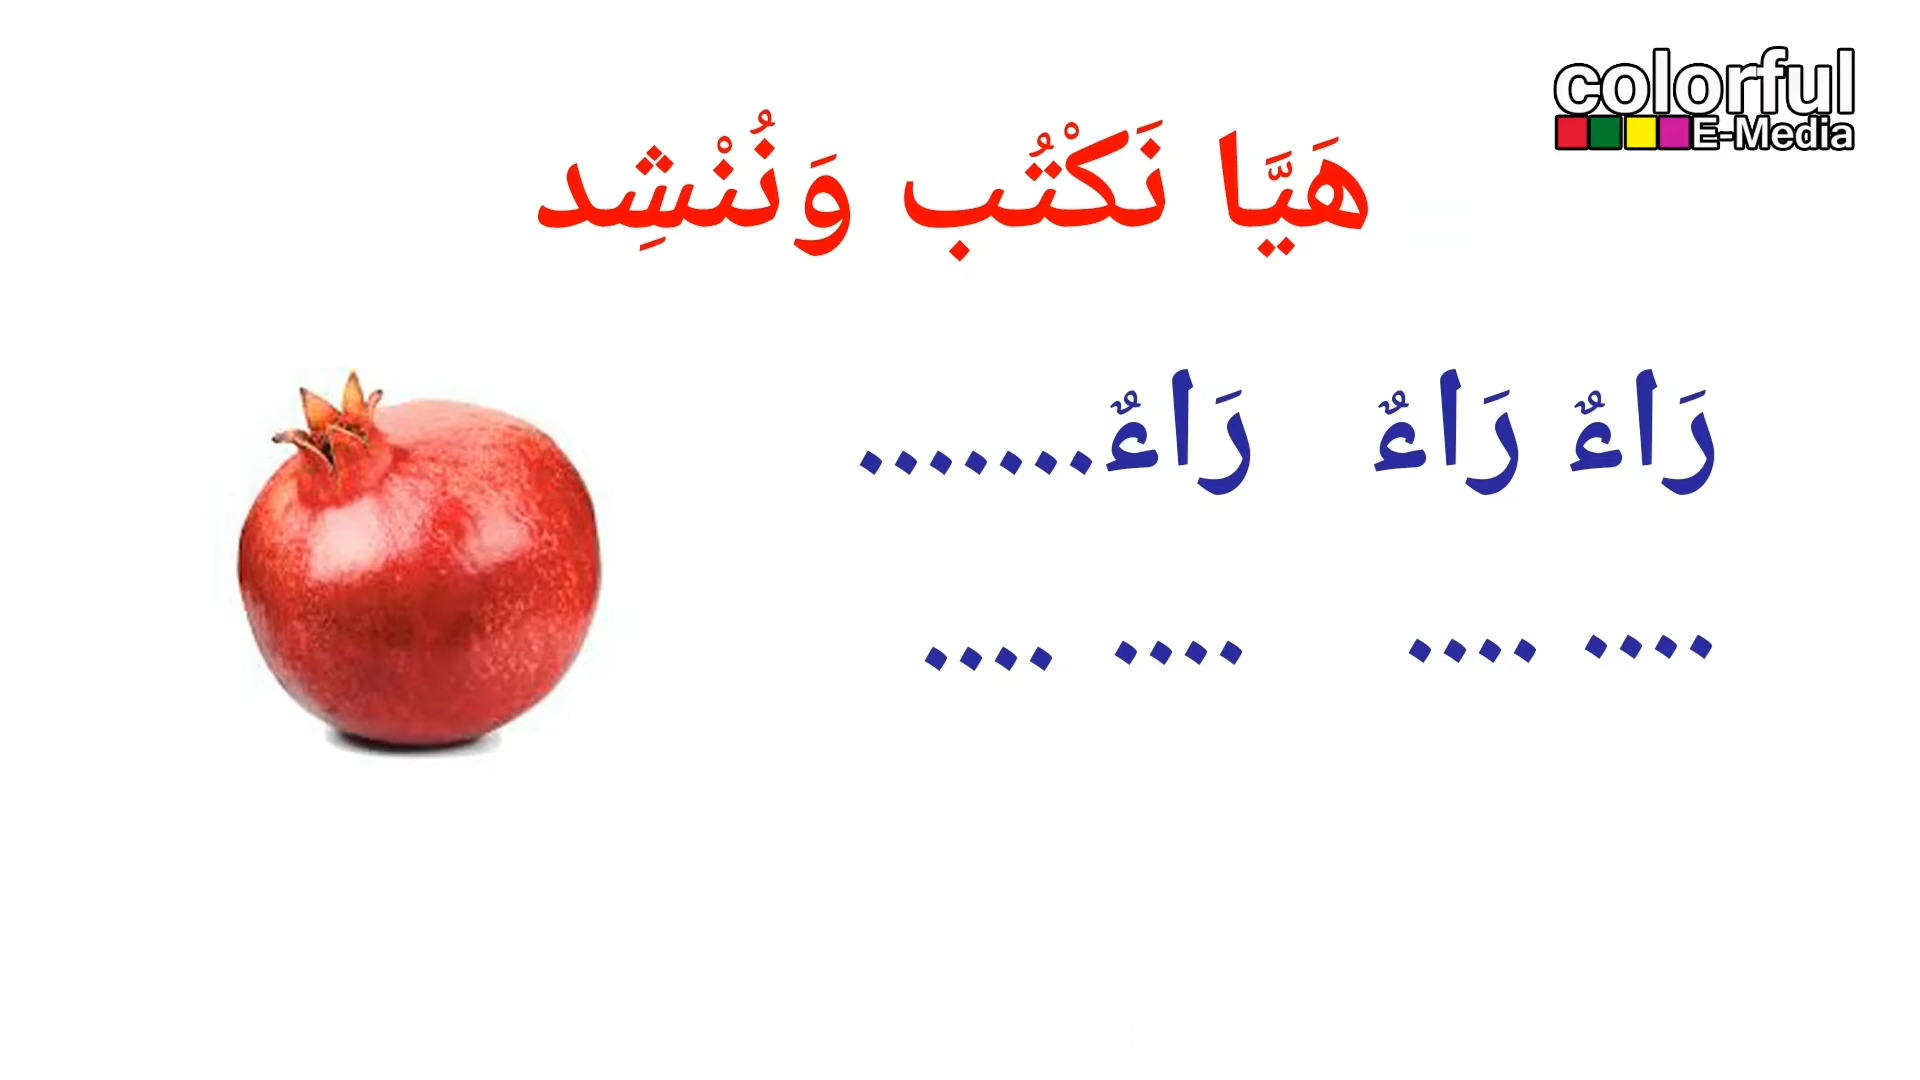 colorful
E-Media
هَيَّا نَكْتُب وَنُنْشِد
رَاءٌ رَاءٌ رَاءٌ.......
.... .... .... ....